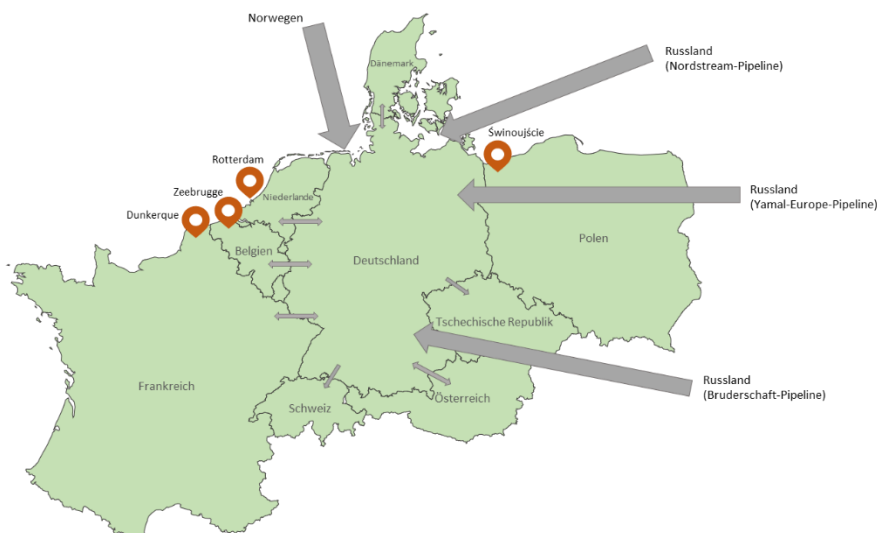 Norwegen
Russland
(Nordstream-Pipeline)
Dänemark
Świnoujście
Rotterdam
Zeebrugge
Niederlande
Russland
(Yamal-Europe-Pipeline)
Dunkerque
Belgien
Deutschland
Polen
Tschechische Republik
Frankreich
Russland
(Bruderschaft-Pipeline)
Österreich
Schweiz